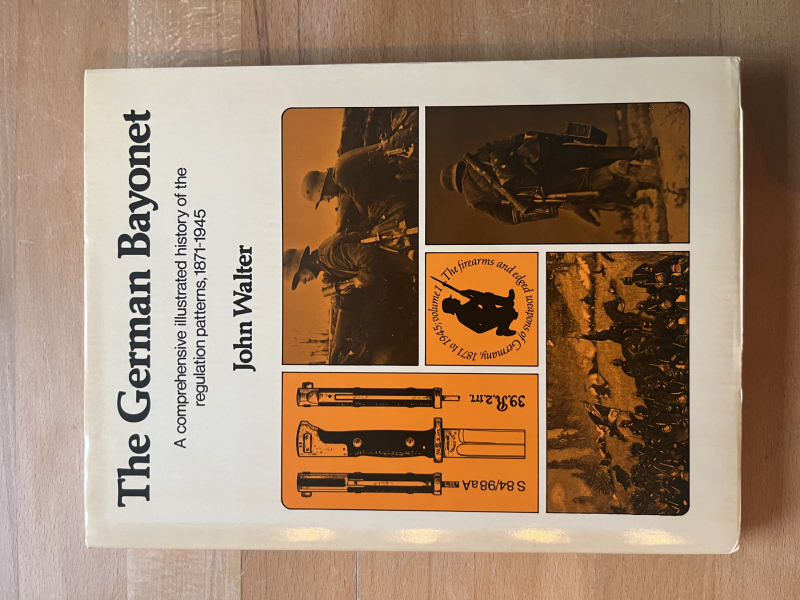 The German Bayonet
A comprehensive illustrated history of the
regulation patterns, 1871-1945
John Walter
S 84/98 aA
39.R.2.m.
The firearms and edged weapons of Germany, 1871 to 1945: volume 1